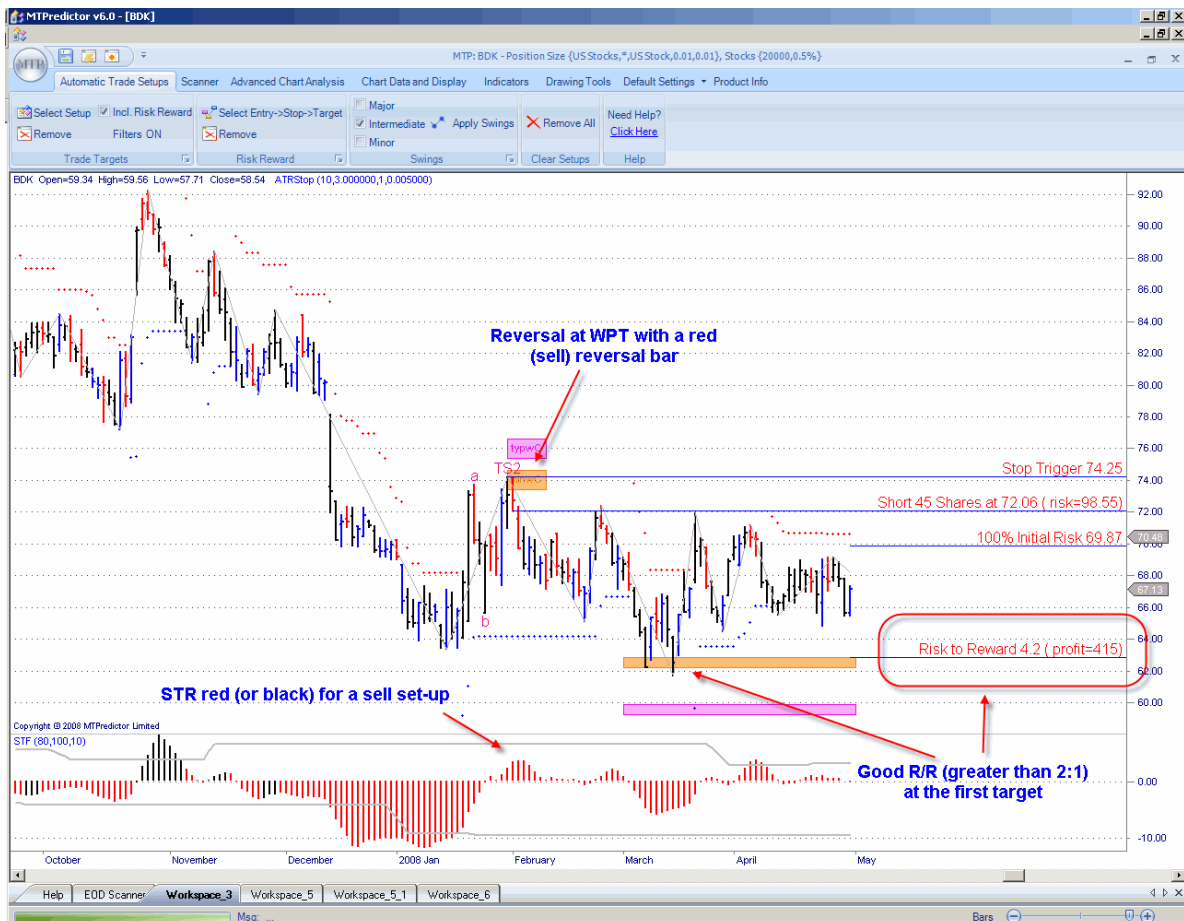 MTPredictor v6.0 - [BDK]
MTP: BDK - Position Size {US Stocks,*,US Stock,0.01,0.01}, Stocks {20000,0.5%}
MTP
Automatic Trade Setups Scanner Advanced Chart Analysis Chart Data and Display Indicators Drawing Tools Default Settings Product Info
Select Setup Incl. Risk Reward
Remove Filters ON
Trade Targets
Select Entry->Stop->Target
Remove
Risk Reward
Major
Intermediate Apply Swings
Minor
Swings
Remove All
Clear Setups
Need Help?
Click Here
Help
BDK Open=59.34 High=59.56 Low=57.71 Close=58.54 ATRStop (10,3.000000,1,0.005000)
92.00
90.00
88.00
86.00
84.00
82.00
80.00
78.00
76.00
74.00
72.00
70.48
70.00
68.00
67.13
66.00
64.00
62.00
60.00
Reversal at WPT with a red
(sell) reversal bar
typwC
TS2
a
b
Stop Trigger 74.25
Short 45 Shares at 72.06 ( risk=98.55)
100% Initial Risk 69.87
Risk to Reward 4.2 ( profit=415)
STR red (or black) for a sell set-up
Good R/R (greater than 2:1)
at the first target
Copyright © 2008 MTPredictor Limited
STF (80,100,10)
0.00
-10.00
October November December 2008 Jan February March April May
Help EOD Scanner Workspace_3 Workspace_5 Workspace_5_1 Workspace_6
Msg: ...
Bars